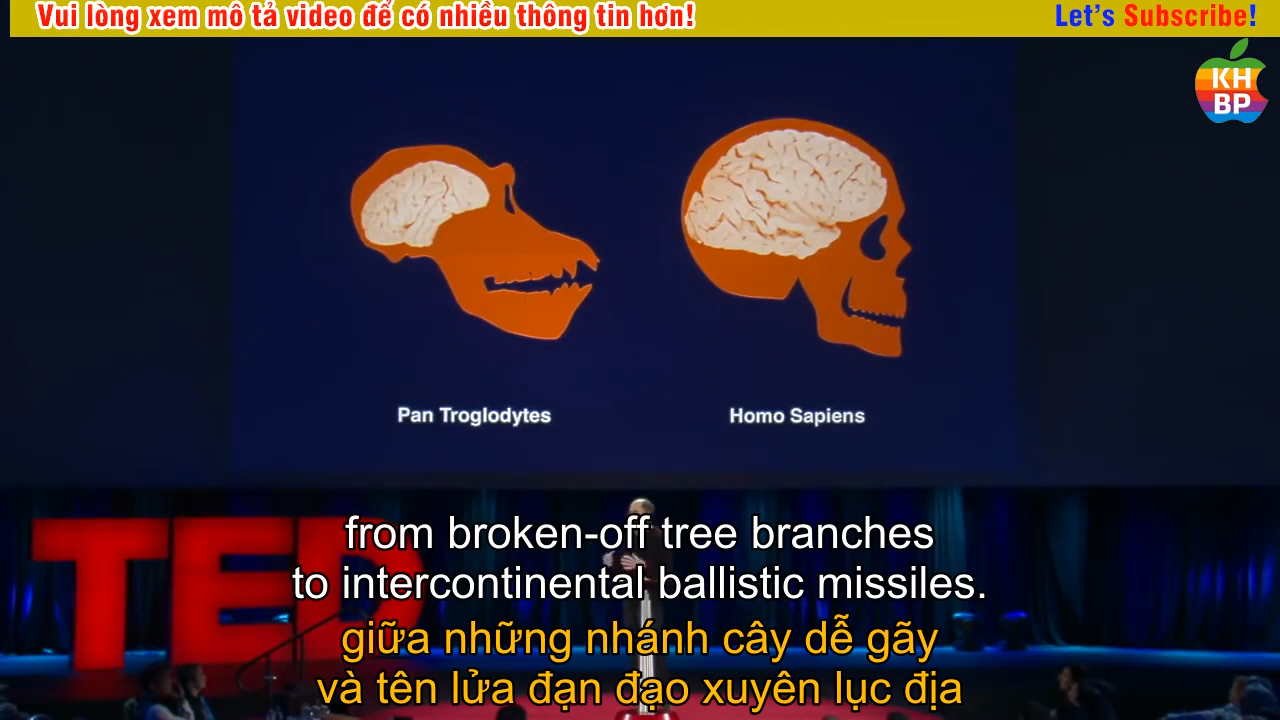 Vui lòng xem mô tả video để có nhiều thông tin hơn!
Let's Subscribe!
KH
BP
Pan Troglodytes
Homo Sapiens
TED
from broken-off tree branches
to intercontinental ballistic missiles.
giữa những nhánh cây dễ gãy
và tên lửa đạn đạo xuyên lục địa